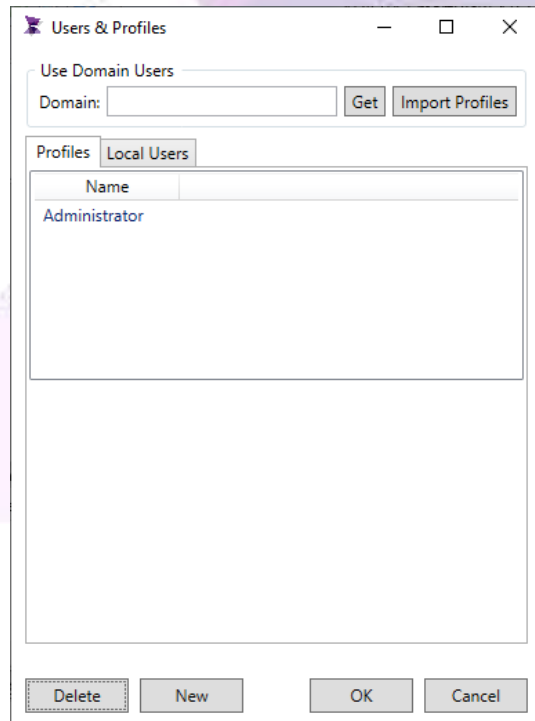 Users & Profiles
Use Domain Users
Domain: Get Import Profiles
Profiles Local Users
Name
Administrator
Delete New OK Cancel